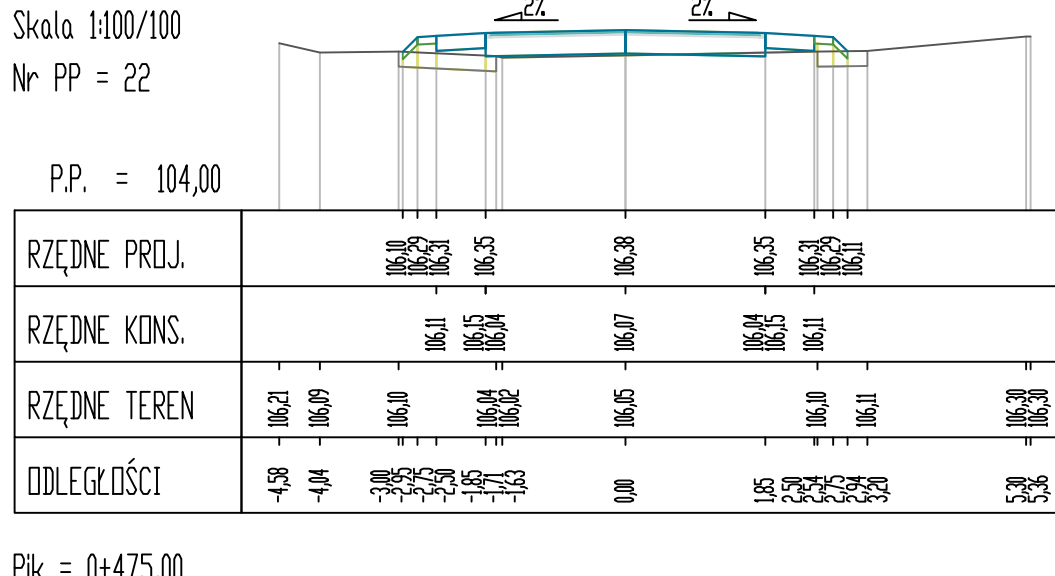 2% 2%
Skala 1:100/100
Nr PP = 22
P.P. = 104,00
RZĘDNE PROJ. 106,10 106,29 106,31 106,35 106,38 106,35 106,31 106,29 106,11
RZĘDNE KONS. 106,11 106,15 106,04 106,07 106,04 106,15 106,11
RZĘDNE TEREN 106,21 106,09 106,10 106,04 106,02 106,05 106,10 106,11 106,30 106,30
ODLEGŁOŚCI -4,58 -4,04 -3,00 -2,95 -2,75 -2,50 -1,85 -1,71 -1,63 0,00 1,85 2,50 2,54 2,75 2,94 3,20 5,30 5,36
Pik = 0+475,00